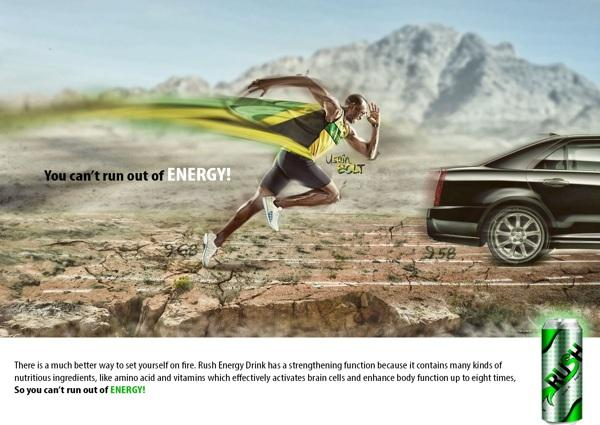 Usain
BOLT
You can't run out of ENERGY!
9.58
There is a much better way to set yourself on fire. Rush Energy Drink has a strengthening function because it contains many kinds of
nutritious ingredients, like amino acid and vitamins which effectively activates brain cells and enhance body function up to eight times,
So you can't run out of ENERGY!
RUSH